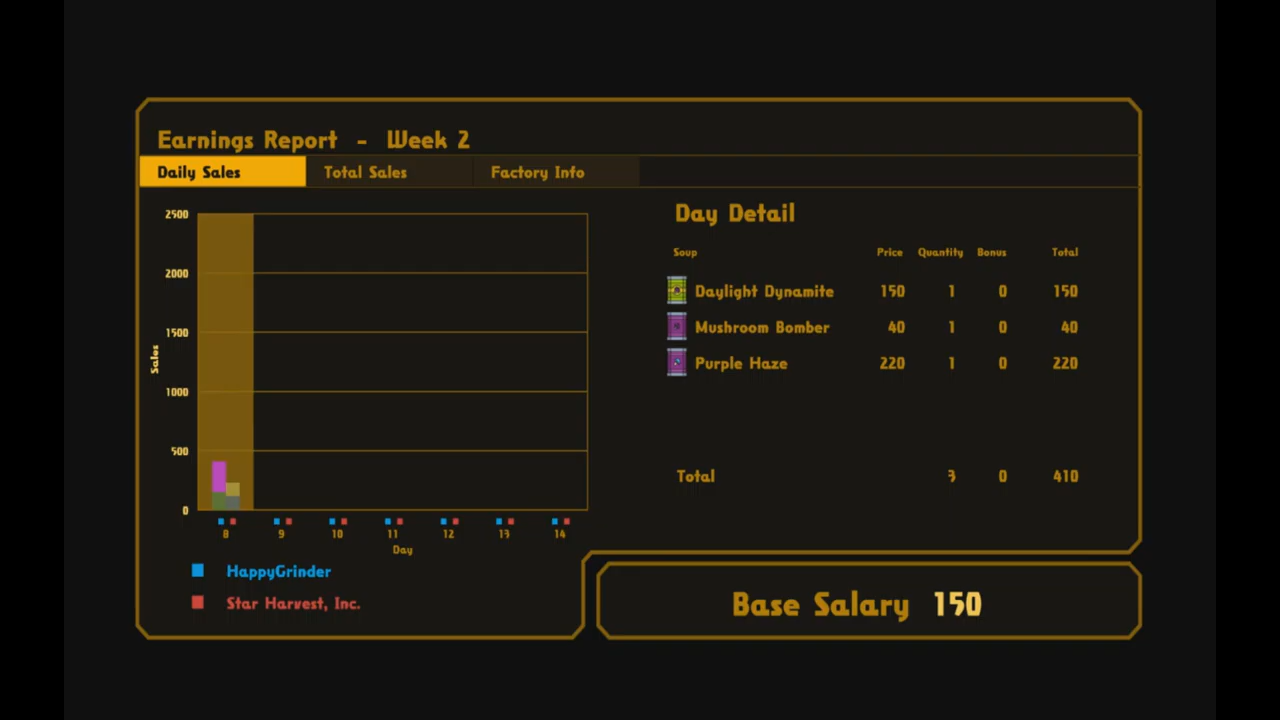 Earnings Report - Week 2
Daily Sales Total Sales Factory Info
2500
2000
1500
1000
500
0
Sales
8 9 10 11 12 13 14
Day
HappyGrinder
Star Harvest, Inc.
Day Detail
Soup Price Quantity Bonus Total
Daylight Dynamite 150 1 0 150
Mushroom Bomber 40 1 0 40
Purple Haze 220 1 0 220
Total 3 0 410
Base Salary 150